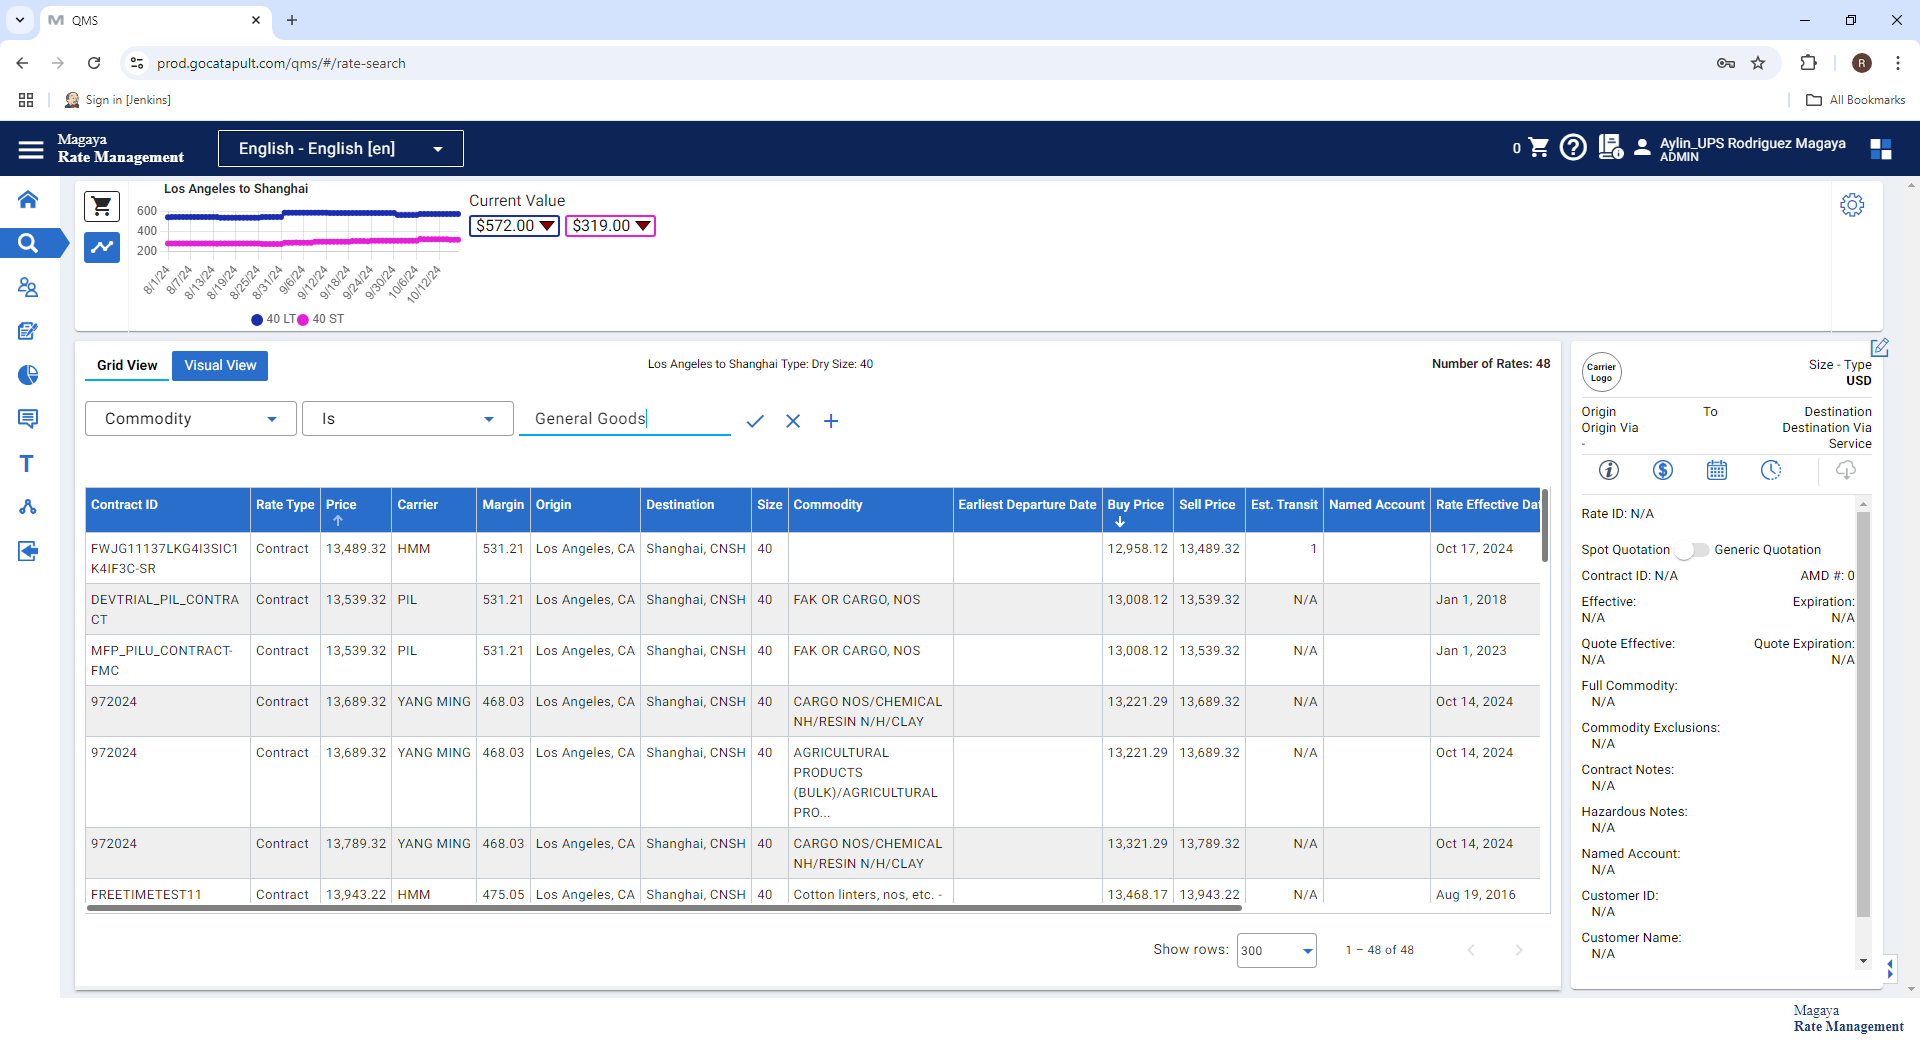 QMS
prod.gocatapult.com/qms/#/rate-search
R
Sign in [Jenkins]
All Bookmarks
Magaya
Rate Management
English - English [en]
0
Aylin_UPS Rodriguez Magaya
ADMIN
Los Angeles to Shanghai
600
400
200
8/1/24
8/7/24
8/13/24
8/19/24
8/25/24
8/31/24
9/6/24
9/12/24
9/18/24
9/24/24
9/30/24
10/6/24
10/12/24
40 LT
40 ST
Current Value
$572.00
$319.00
Grid View
Visual View
Los Angeles to Shanghai Type: Dry Size: 40
Number of Rates: 48
Commodity
Is
General Goods
Contract ID Rate Type Price Carrier Margin Origin Destination Size Commodity Earliest Departure Date Buy Price Sell Price Est. Transit Named Account Rate Effective Dat
FWJG11137LKG4I3SIC1 Contract 13,489.32 HMM 531.21 Los Angeles, CA Shanghai, CNSH 40 12,958.12 13,489.32 1 Oct 17, 2024
K4IF3C-SR
DEVTRIAL_PIL_CONTRA Contract 13,539.32 PIL 531.21 Los Angeles, CA Shanghai, CNSH 40 FAK OR CARGO, NOS 13,008.12 13,539.32 N/A Jan 1, 2018
CT
MFP_PILU_CONTRACT- Contract 13,539.32 PIL 531.21 Los Angeles, CA Shanghai, CNSH 40 FAK OR CARGO, NOS 13,008.12 13,539.32 N/A Jan 1, 2023
FMC
972024 Contract 13,689.32 YANG MING 468.03 Los Angeles, CA Shanghai, CNSH 40 CARGO NOS/CHEMICAL 13,221.29 13,689.32 N/A Oct 14, 2024
NH/RESIN N/H/CLAY
972024 Contract 13,689.32 YANG MING 468.03 Los Angeles, CA Shanghai, CNSH 40 AGRICULTURAL 13,221.29 13,689.32 N/A Oct 14, 2024
PRODUCTS
(BULK)/AGRICULTURAL
PRO...
972024 Contract 13,789.32 YANG MING 468.03 Los Angeles, CA Shanghai, CNSH 40 CARGO NOS/CHEMICAL 13,321.29 13,789.32 N/A Oct 14, 2024
NH/RESIN N/H/CLAY
FREETIMETEST11 Contract 13,943.22 HMM 475.05 Los Angeles, CA Shanghai, CNSH 40 Cotton linters, nos, etc. - 13,468.17 13,943.22 N/A Aug 19, 2016
Show rows: 300 1 – 48 of 48
Carrier
Logo
Size - Type
USD
Origin To Destination
Origin Via Destination Via
- Service
Rate ID: N/A
Spot Quotation Generic Quotation
Contract ID: N/A AMD #: 0
Effective: Expiration:
N/A N/A
Quote Effective: Quote Expiration:
N/A N/A
Full Commodity:
N/A
Commodity Exclusions:
N/A
Contract Notes:
N/A
Hazardous Notes:
N/A
Named Account:
N/A
Customer ID:
N/A
Customer Name:
N/A
Magaya
Rate Management